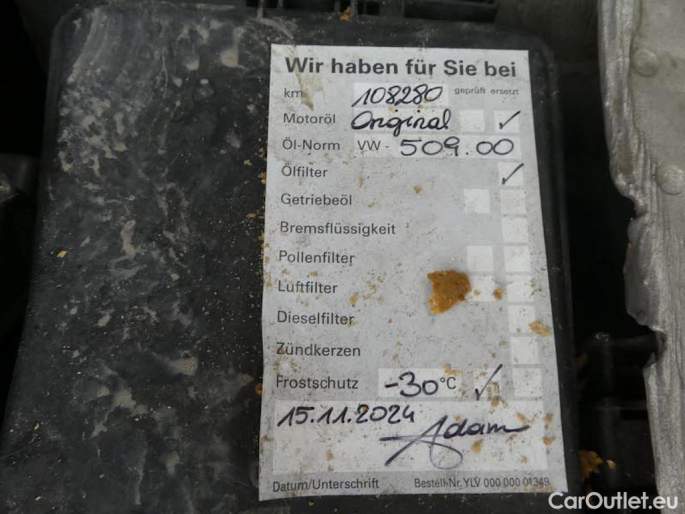 Wir haben für Sie bei
km 108280 geprüft ersetzt
Motoröl Original ✓
Öl-Norm VW - 509.00
Ölfilter ✓
Getriebeöl
Bremsflüssigkeit
Pollenfilter
Luftfilter
Dieselfilter
Zündkerzen
Frostschutz -30°C ✓
15.11.2024 Adam
Datum/Unterschrift Bestell-Nr. YLV 000 000 01349
CarOutlet.eu